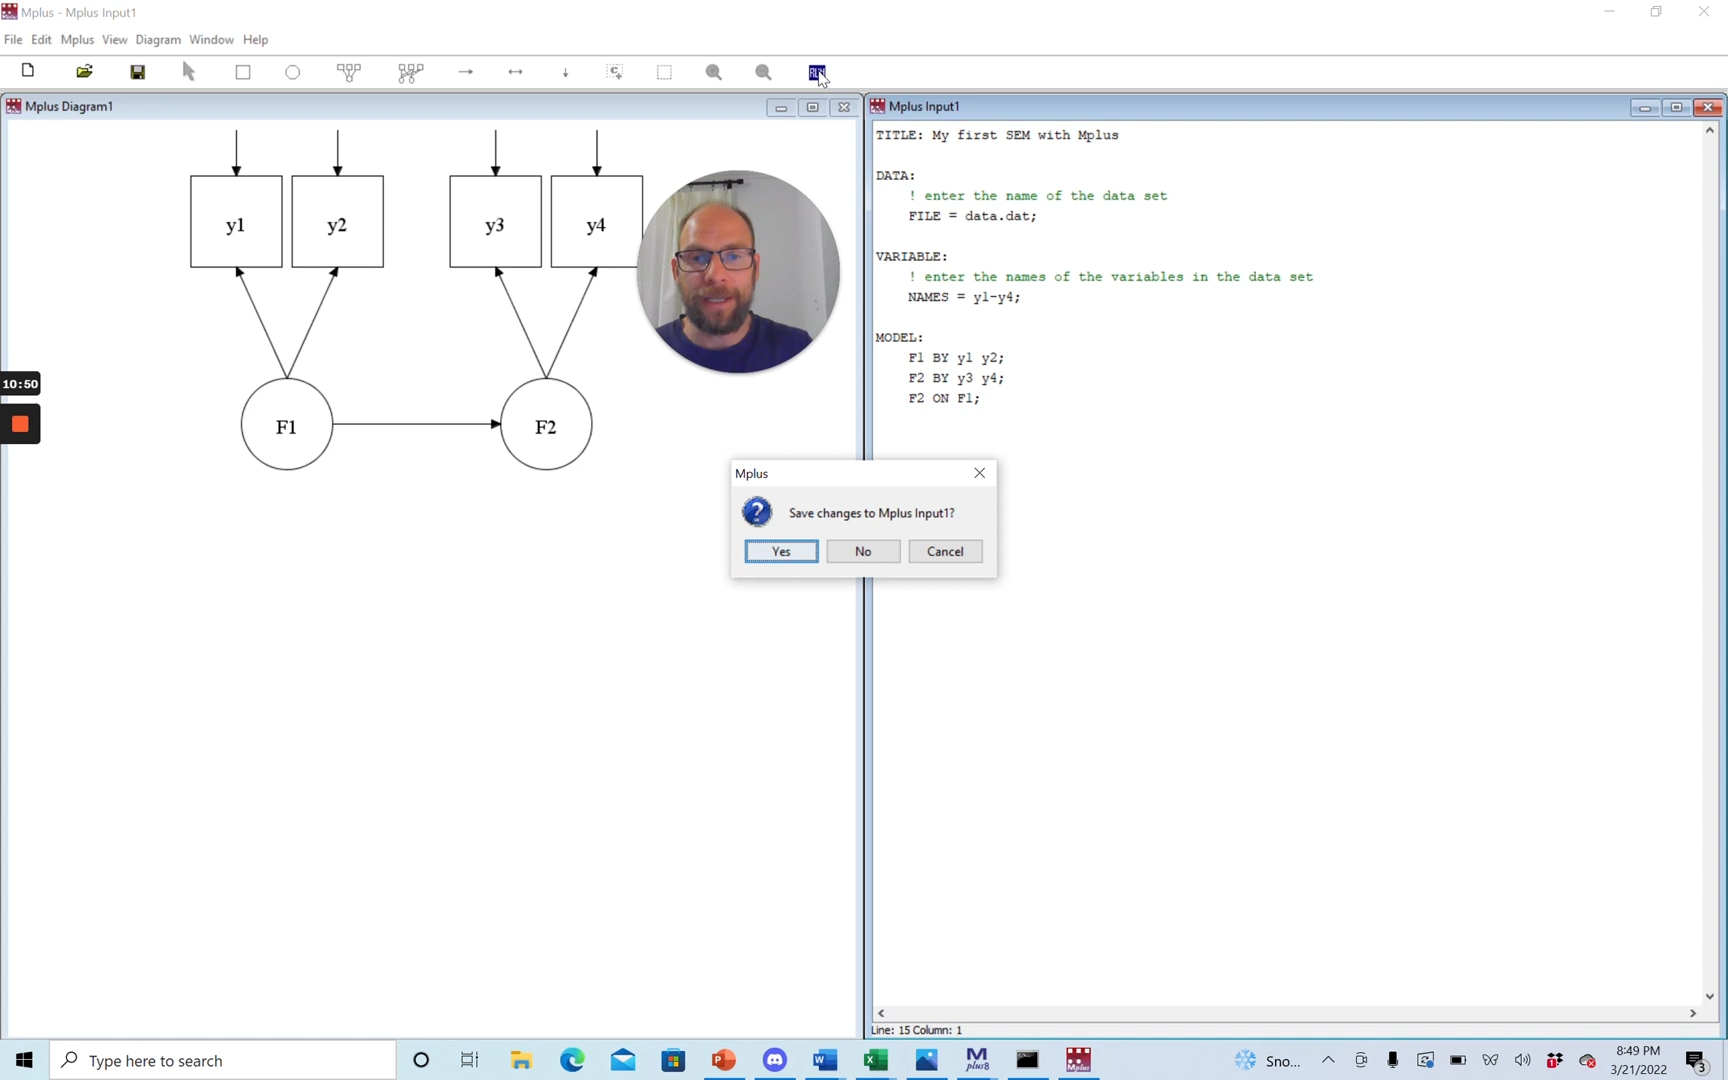 Mplus - Mplus Input1
File Edit Mplus View Diagram Window Help
RUN
Mplus Diagram1
y1 y2 y3 y4
F1 F2
10:50
Mplus Input1
TITLE: My first SEM with Mplus
DATA:
! enter the name of the data set
FILE = data.dat;
VARIABLE:
! enter the names of the variables in the data set
NAMES = y1-y4;
MODEL:
F1 BY y1 y2;
F2 BY y3 y4;
F2 ON F1;
Mplus
Save changes to Mplus Input1?
Yes No Cancel
Line: 15 Column: 1
Type here to search
Sno...
8:49 PM
3/21/2022
3